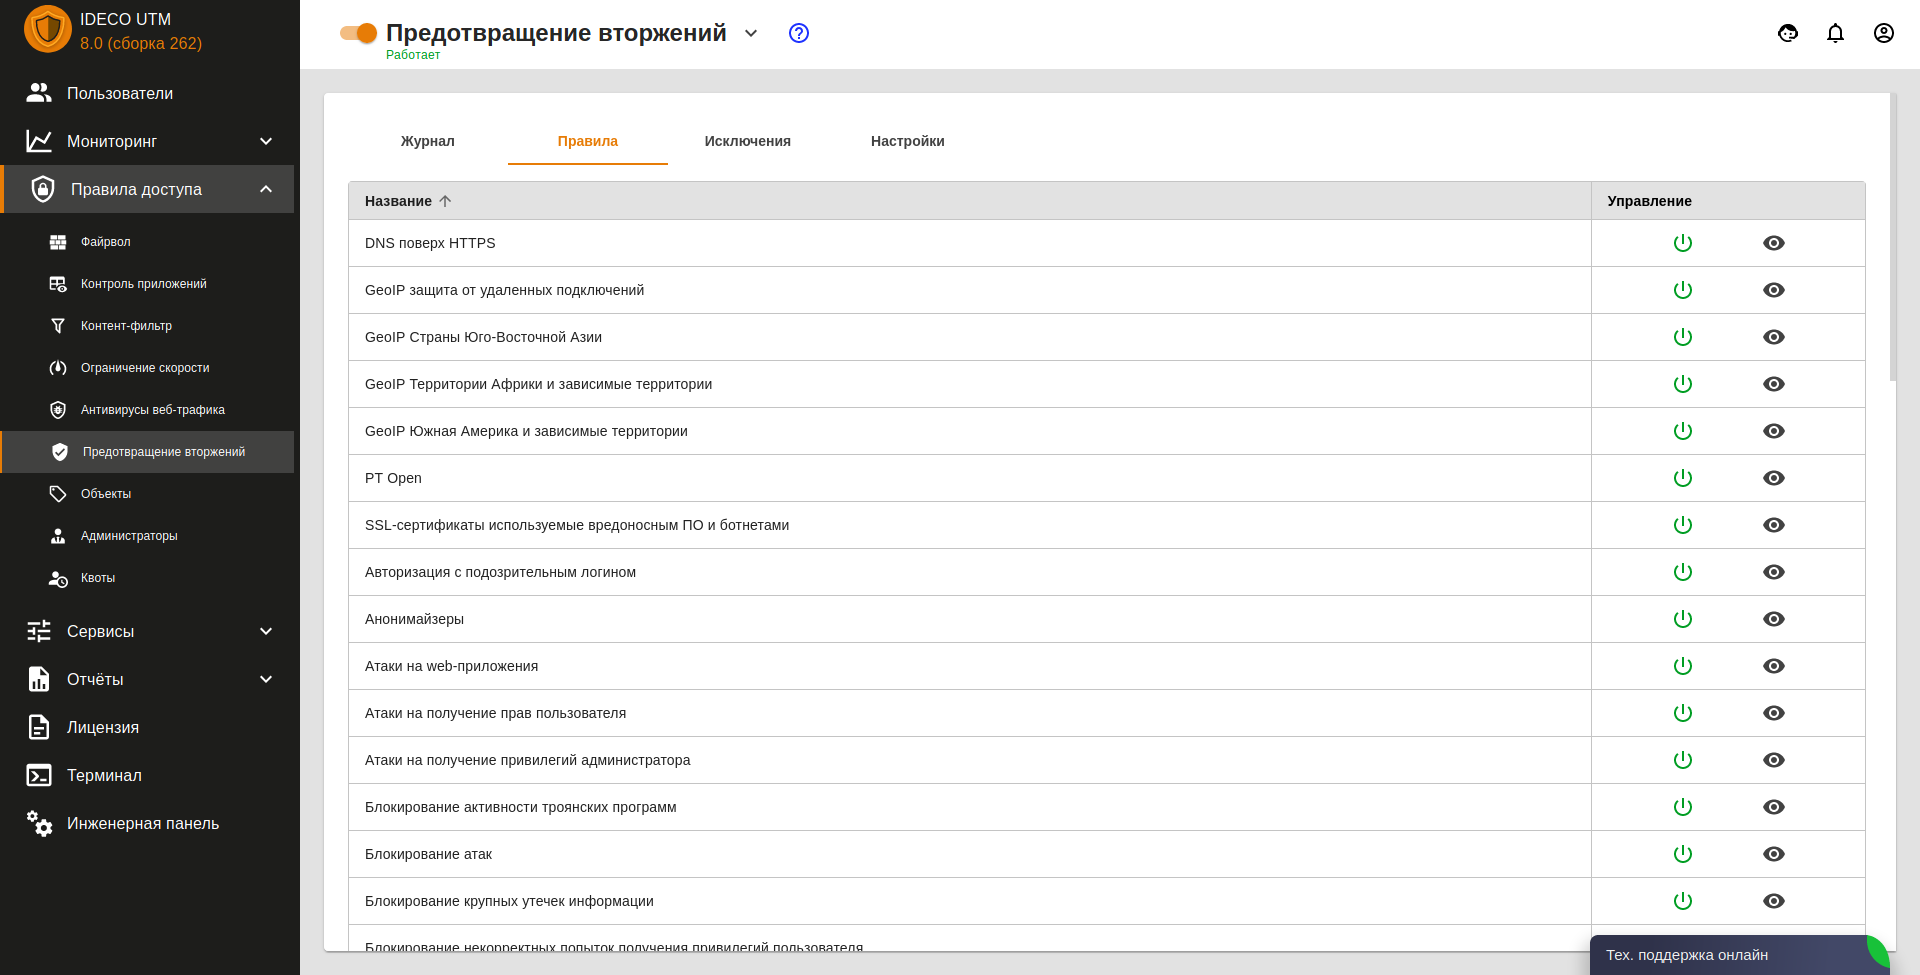 IDECO UTM
8.0 (сборка 262)
Пользователи
Мониторинг
Правила доступа
Файрвол
Контроль приложений
Контент-фильтр
Ограничение скорости
Антивирусы веб-трафика
Предотвращение вторжений
Объекты
Администраторы
Квоты
Сервисы
Отчёты
Лицензия
Терминал
Инженерная панель
Предотвращение вторжений
Работает
Журнал Правила Исключения Настройки
Название Управление
DNS поверх HTTPS
GeoIP защита от удаленных подключений
GeoIP Страны Юго-Восточной Азии
GeoIP Территории Африки и зависимые территории
GeoIP Южная Америка и зависимые территории
PT Open
SSL-сертификаты используемые вредоносным ПО и ботнетами
Авторизация с подозрительным логином
Анонимайзеры
Атаки на web-приложения
Атаки на получение прав пользователя
Атаки на получение привилегий администратора
Блокирование активности троянских программ
Блокирование атак
Блокирование крупных утечек информации
Блокирование некорректных попыток получения привилегий пользователя
Тех. поддержка онлайн